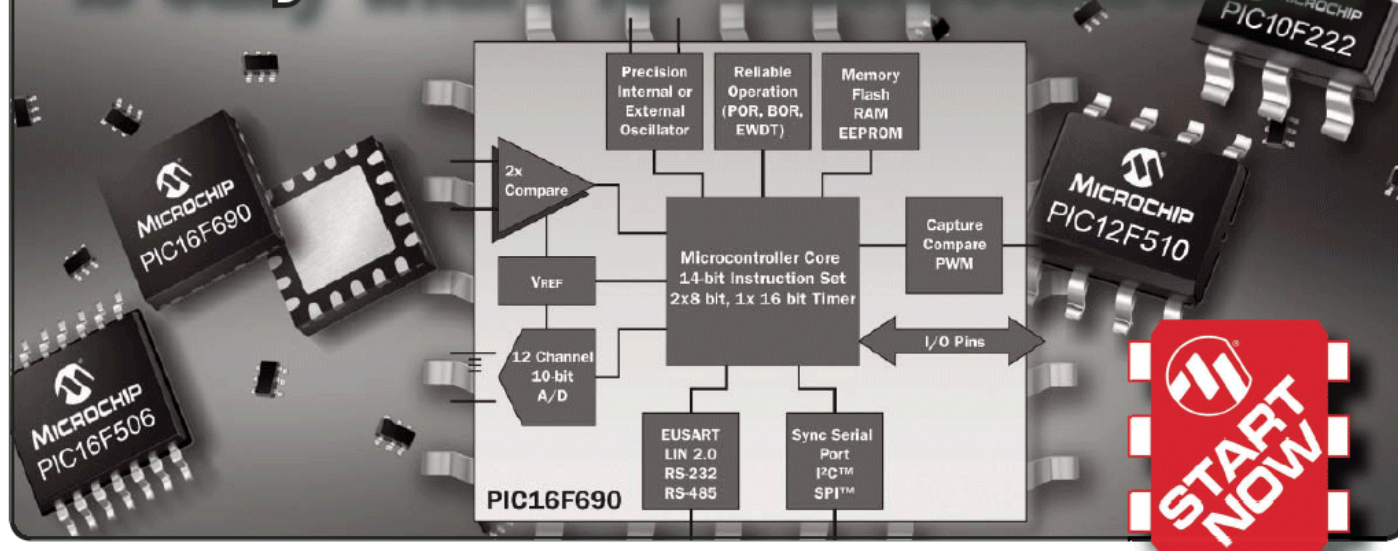 MICROCHIP
PIC10F222
Precision
Internal or
External
Oscillator
Reliable
Operation
(POR, BOR,
EWDT)
Memory
Flash
RAM
EEPROM
2x
Compare
MICROCHIP
PIC16F690
MICROCHIP
PIC12F510
Microcontroller Core
14-bit Instruction Set
2x8 bit, 1x 16 bit Timer
Capture
Compare
PWM
VREF
I/O Pins
12 Channel
10-bit
A/D
MICROCHIP
PIC16F506
EUSART
LIN 2.0
RS-232
RS-485
Sync Serial
Port
I²C™
SPI™
PIC16F690
START
NOW